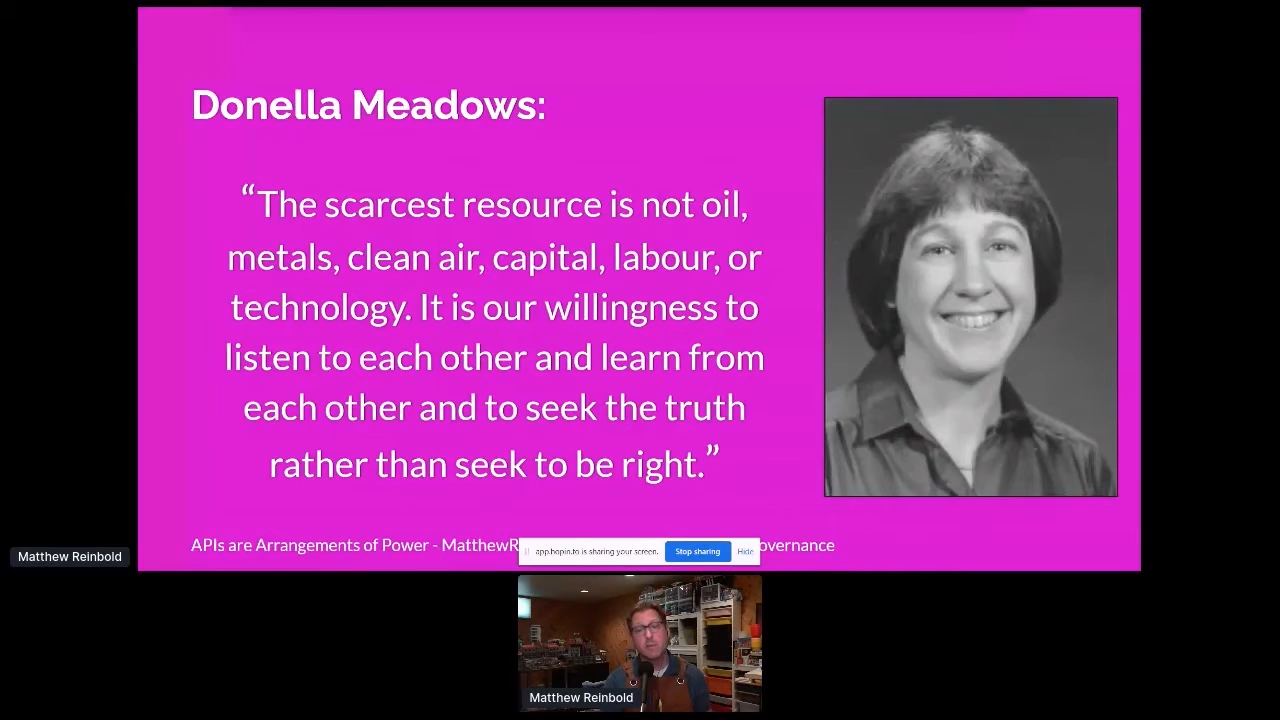 Donella Meadows:
“The scarcest resource is not oil,
metals, clean air, capital, labour, or
technology. It is our willingness to
listen to each other and learn from
each other and to seek the truth
rather than seek to be right.”
APIs are Arrangements of Power - MatthewR
overnance
app.hopin.to is sharing your screen.
Stop sharing
Hide
Matthew Reinbold
Matthew Reinbold